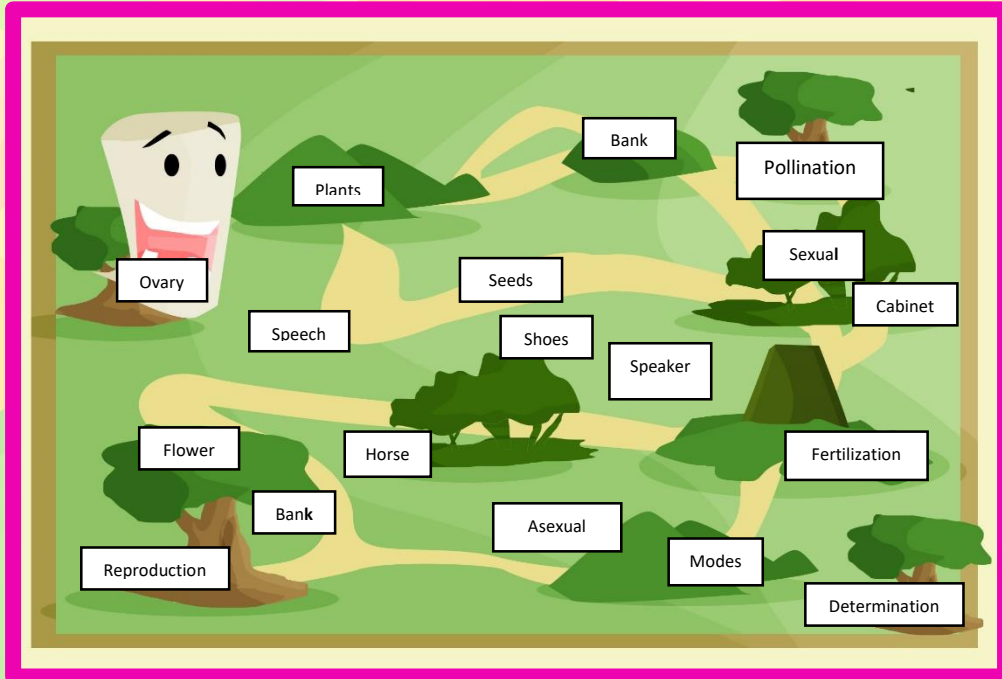 Bank
Pollination
Plants
Sexual
Ovary
Seeds
Cabinet
Speech
Shoes
Speaker
Flower
Horse
Fertilization
Bank
Asexual
Modes
Reproduction
Determination